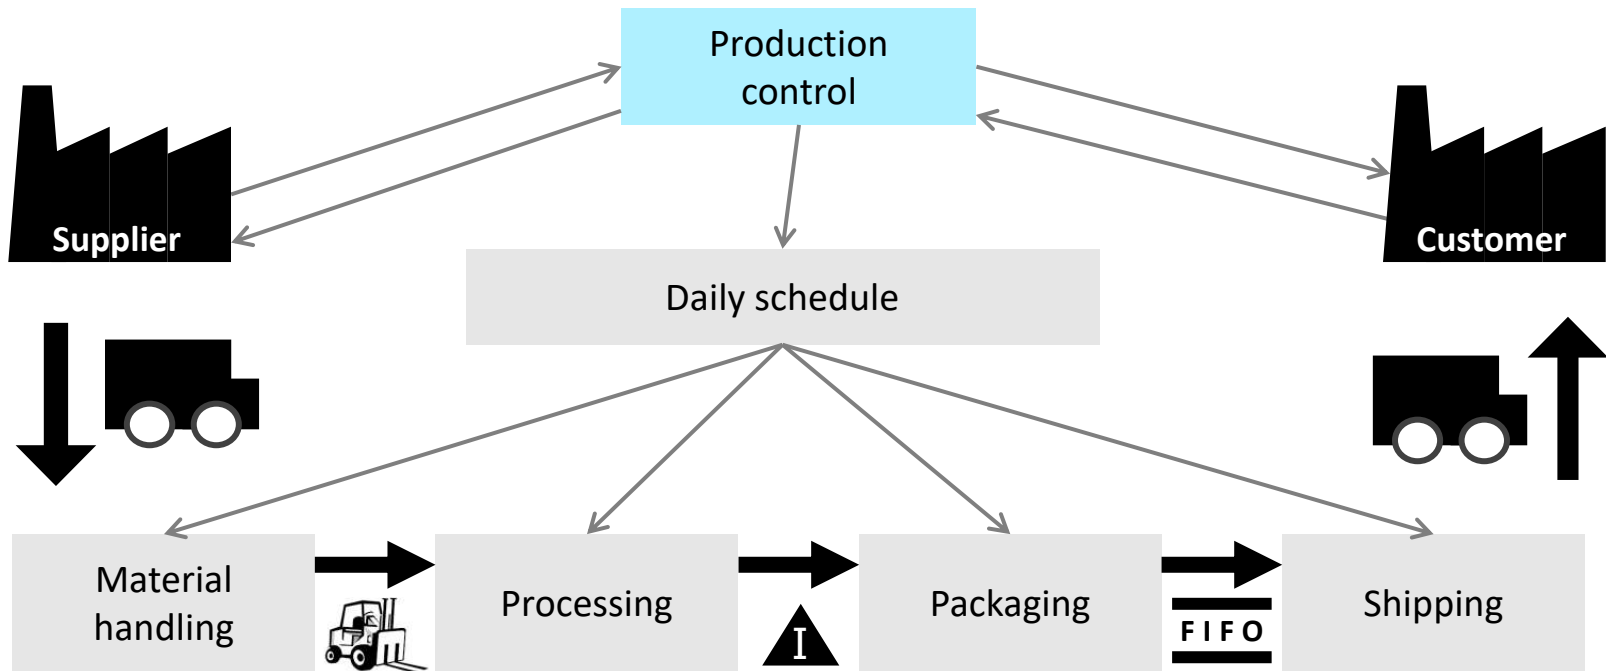 Production
control
Supplier
Customer
Daily schedule
Material
handling
Processing
Packaging
Shipping
I
FIFO